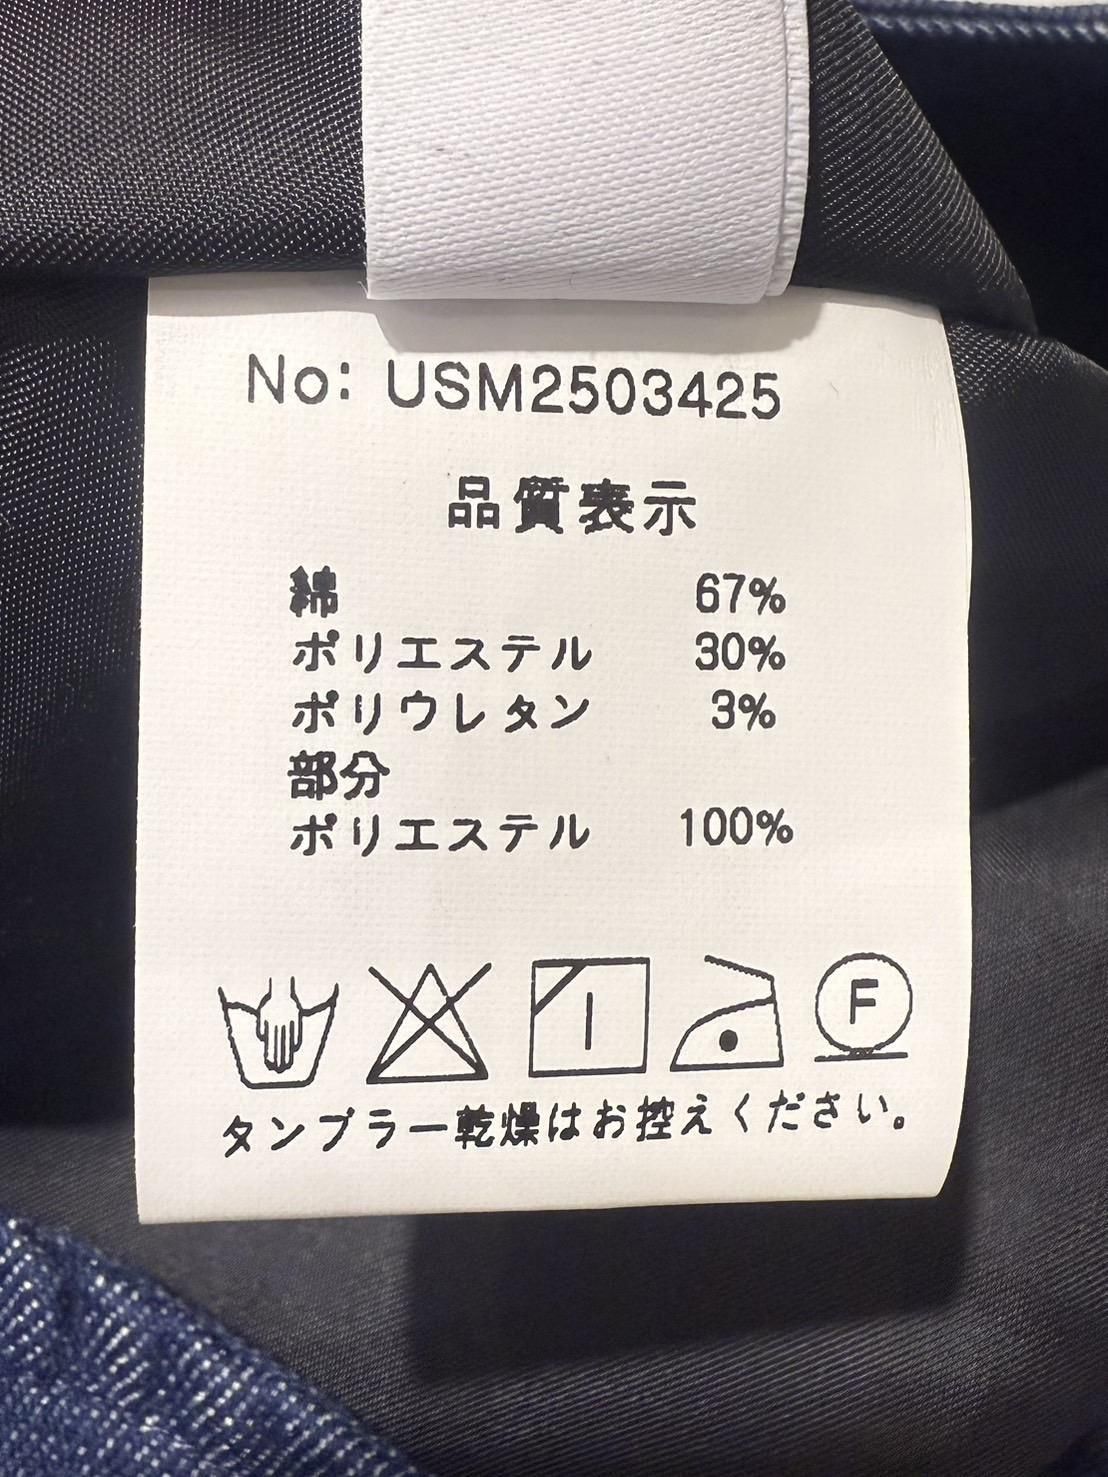 No: USM2503425
品質表示
綿 67%
ポリエステル 30%
ポリウレタン 3%
部分
ポリエステル 100%
F
タンブラー乾燥はお控えください。